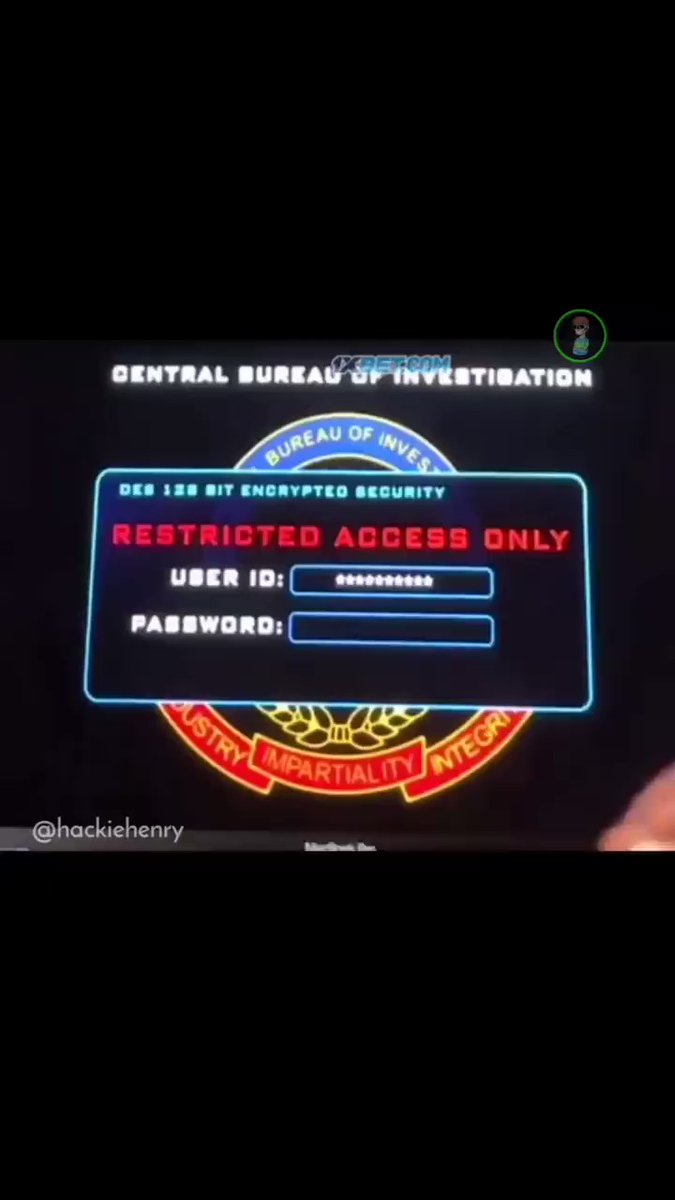 1XBET.COM
CENTRAL BUREAU OF INVESTIGATION
BUREAU OF INVES
DES 128 BIT ENCRYPTED SECURITY
RESTRICTED ACCESS ONLY
USER ID: **********
PASSWORD:
DUSTRY IMPARTIALITY INTEGRI
@hackiehenry